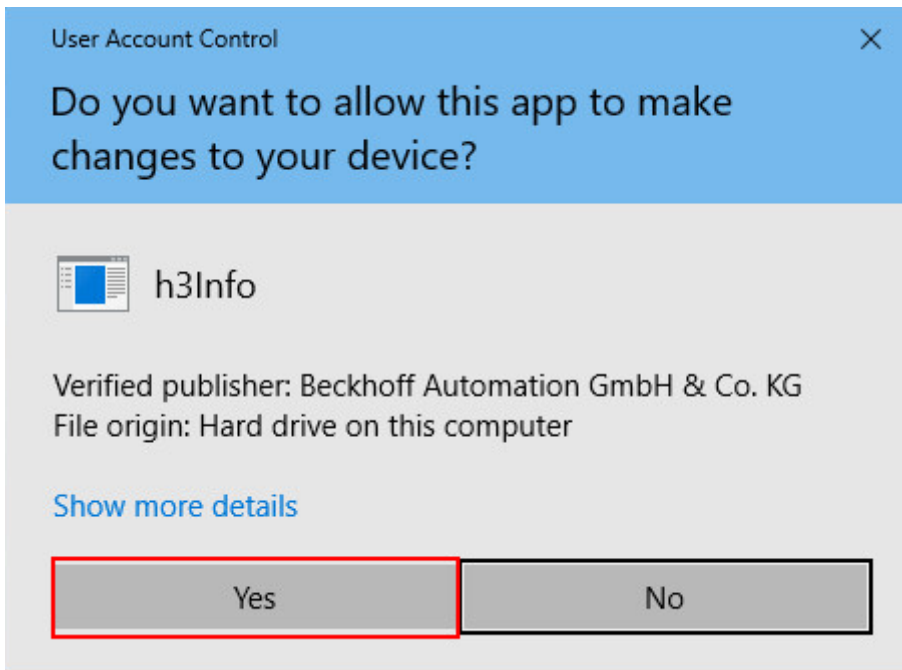 User Account Control
Do you want to allow this app to make
changes to your device?
h3Info
Verified publisher: Beckhoff Automation GmbH & Co. KG
File origin: Hard drive on this computer
Show more details
Yes
No